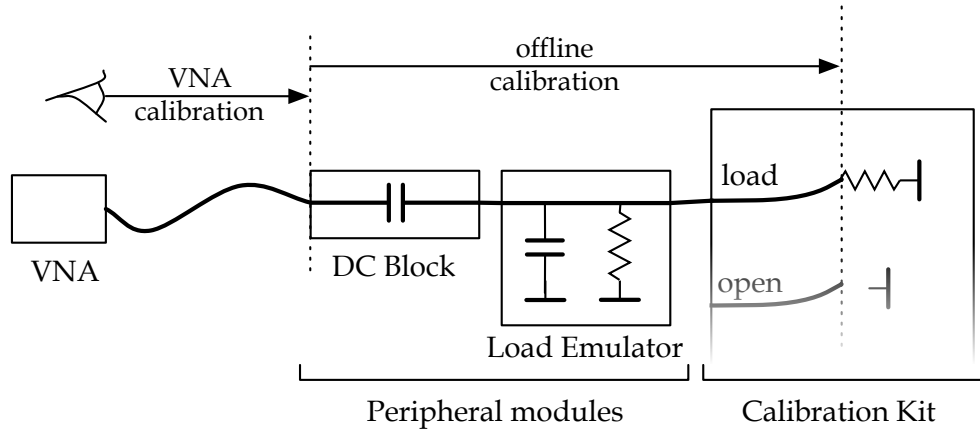 VNA
calibration
offline
calibration
load
VNA
DC Block
open
Load Emulator
Peripheral modules
Calibration Kit